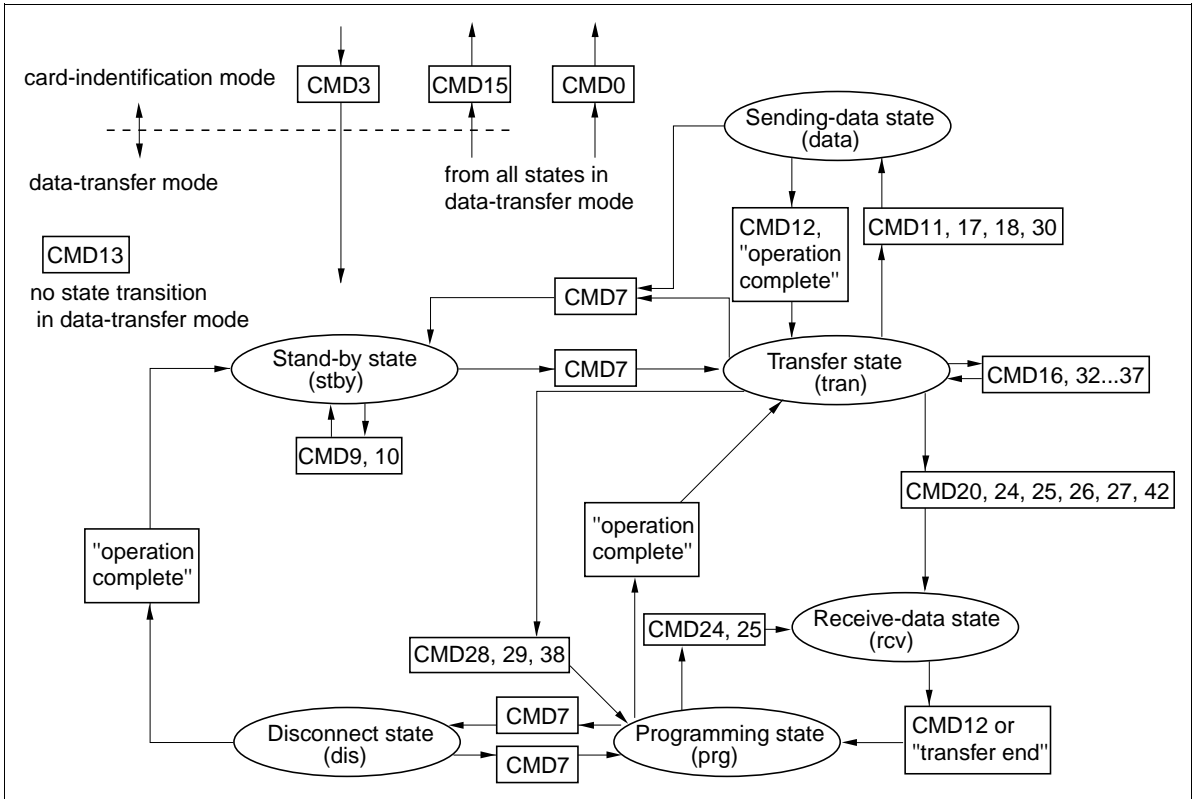 card-indentification mode
CMD3
CMD15
CMD0
Sending-data state
(data)
data-transfer mode
from all states in
data-transfer mode
CMD12,
"operation
complete"
CMD11, 17, 18, 30
CMD13
no state transition
in data-transfer mode
CMD7
Stand-by state
(stby)
CMD7
Transfer state
(tran)
CMD16, 32...37
CMD9, 10
CMD20, 24, 25, 26, 27, 42
"operation
complete"
"operation
complete"
CMD24, 25
Receive-data state
(rcv)
CMD28, 29, 38
CMD7
Disconnect state
(dis)
CMD7
Programming state
(prg)
CMD12 or
"transfer end"